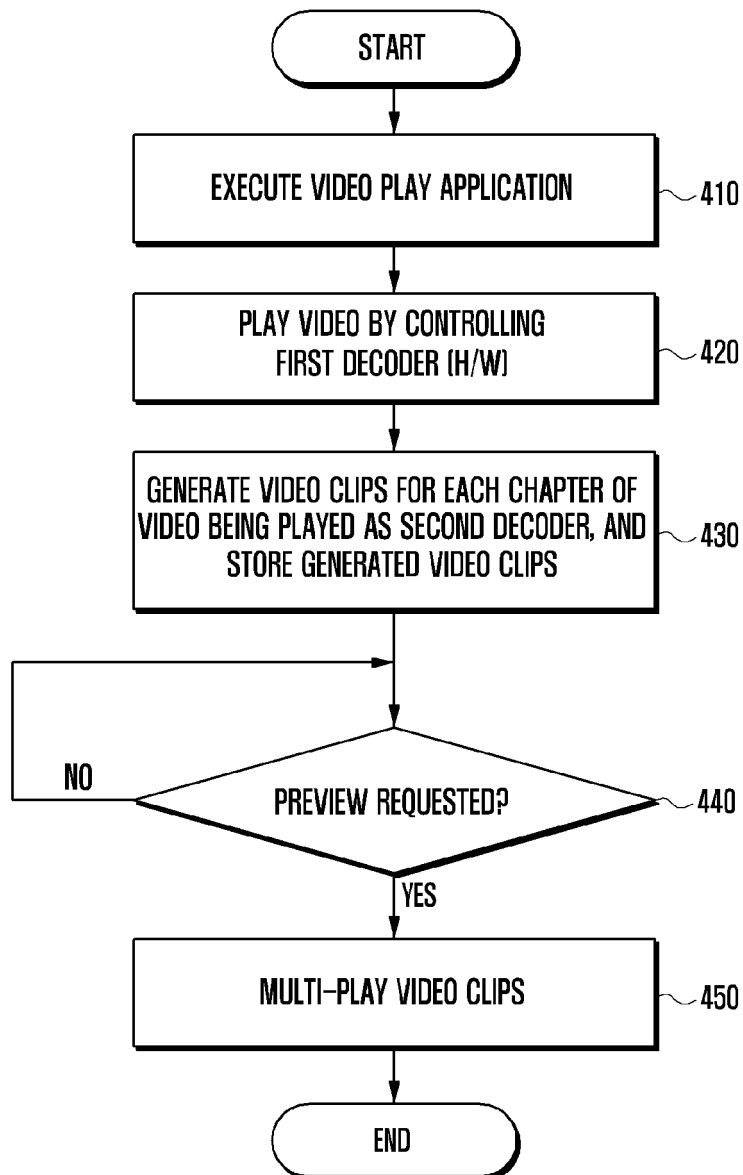 START
EXECUTE VIDEO PLAY APPLICATION
410
PLAY VIDEO BY CONTROLLING
FIRST DECODER (H/W)
420
GENERATE VIDEO CLIPS FOR EACH CHAPTER OF
VIDEO BEING PLAYED AS SECOND DECODER, AND
STORE GENERATED VIDEO CLIPS
430
NO
PREVIEW REQUESTED?
440
YES
MULTI-PLAY VIDEO CLIPS
450
END